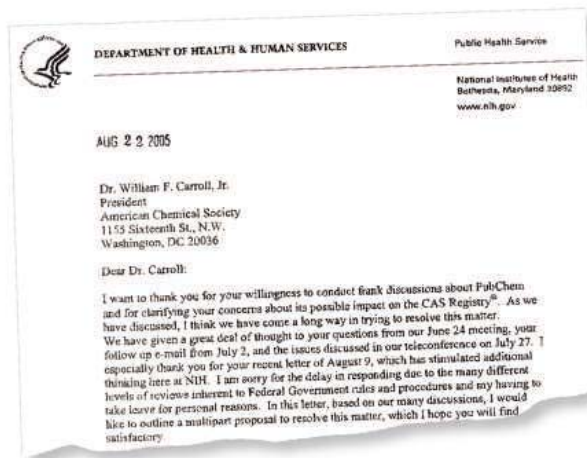 DEPARTMENT OF HEALTH & HUMAN SERVICES
Public Health Service
National Institutes of Health
Bethesda, Maryland 20892
www.nih.gov
AUG 22 2005
Dr. William F. Carroll, Jr.
President
American Chemical Society
1155 Sixteenth St., N.W.
Washington, DC 20036
Dear Dr. Carroll:
I want to thank you for your willingness to conduct frank discussions about PubChem
and for clarifying your concerns about its possible impact on the CAS Registry®. As we
have discussed, I think we have come a long way in trying to resolve this matter.
We have given a great deal of thought to your questions from our June 24 meeting, your
follow up e-mail from July 2, and the issues discussed in our teleconference on July 27. I
especially thank you for your recent letter of August 9, which has stimulated additional
thinking here at NIH. I am sorry for the delay in responding due to the many different
levels of reviews inherent to Federal Government rules and procedures and my having to
take leave for personal reasons. In this letter, based on our many discussions, I would
like to outline a multipart proposal to resolve this matter, which I hope you will find
satisfactory